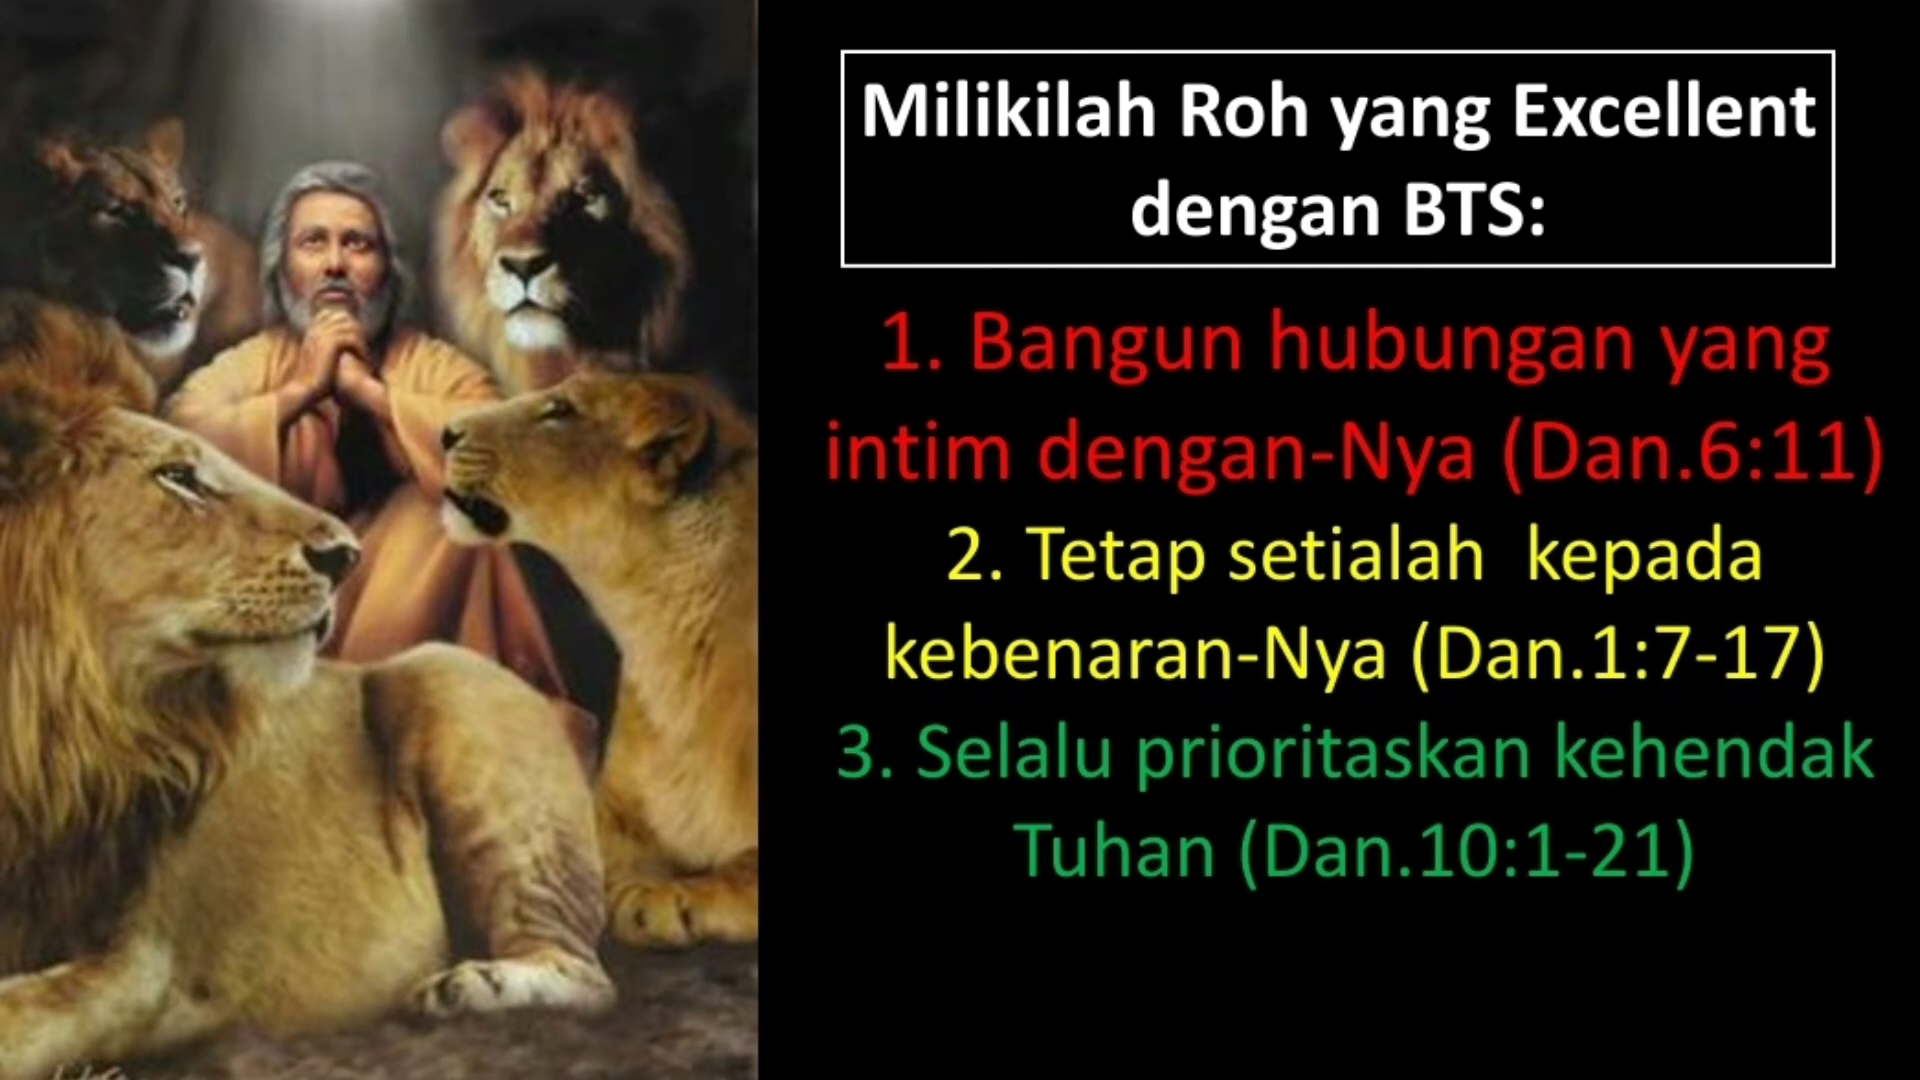 Milikilah Roh yang Excellent
dengan BTS:
1. Bangun hubungan yang
intim dengan-Nya (Dan.6:11)
2. Tetap setialah  kepada
kebenaran-Nya (Dan.1:7-17)
3. Selalu prioritaskan kehendak
Tuhan (Dan.10:1-21)